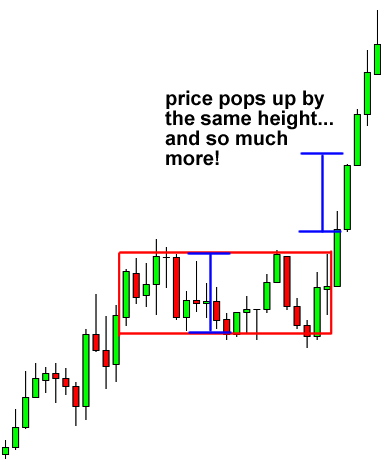 price pops up by
the same height...
and so much
more!